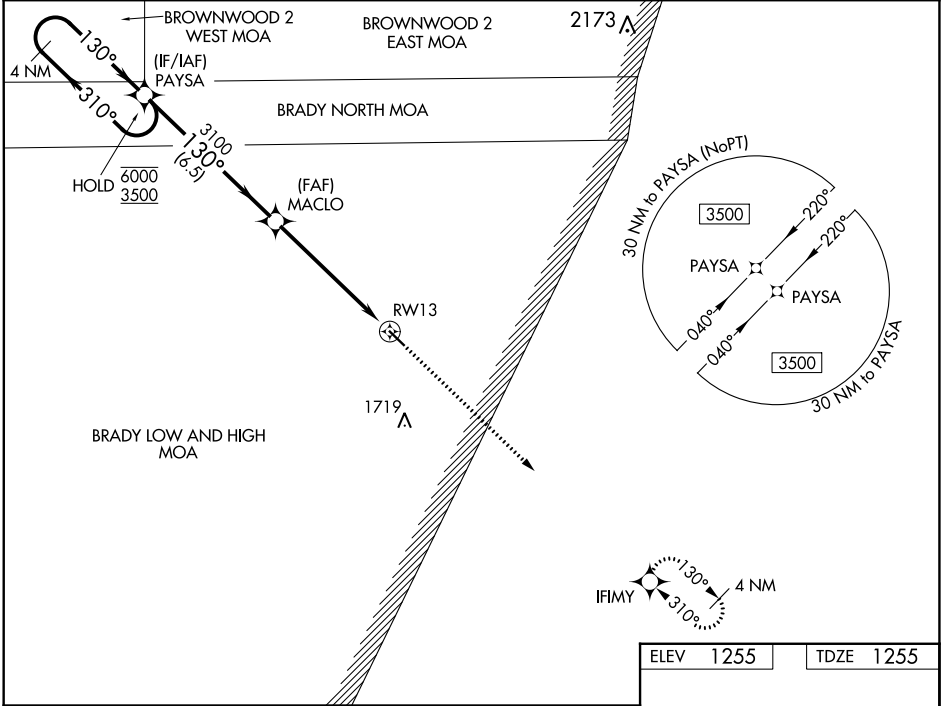 BROWNWOOD 2
WEST MOA
BROWNWOOD 2
EAST MOA
2173
130°
4 NM
310°
(IF/IAF)
PAYSA
BRADY NORTH MOA
HOLD
6000
3500
3100
130°
(6.5)
(FAF)
MACLO
RW13
1719
BRADY LOW AND HIGH
MOA
30 NM to PAYSA (NoPT)
3500
220°
220°
PAYSA
PAYSA
040°
040°
3500
30 NM to PAYSA
IFIMY
130°
310°
4 NM
ELEV 1255
TDZE 1255